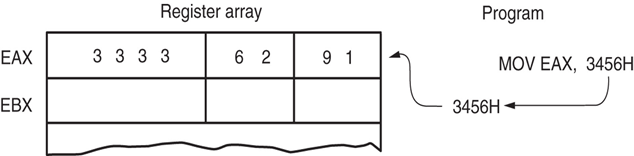 Register array
Program
EAX 3 3 3 3 6 2 9 1
MOV EAX, 3456H
EBX
3456H